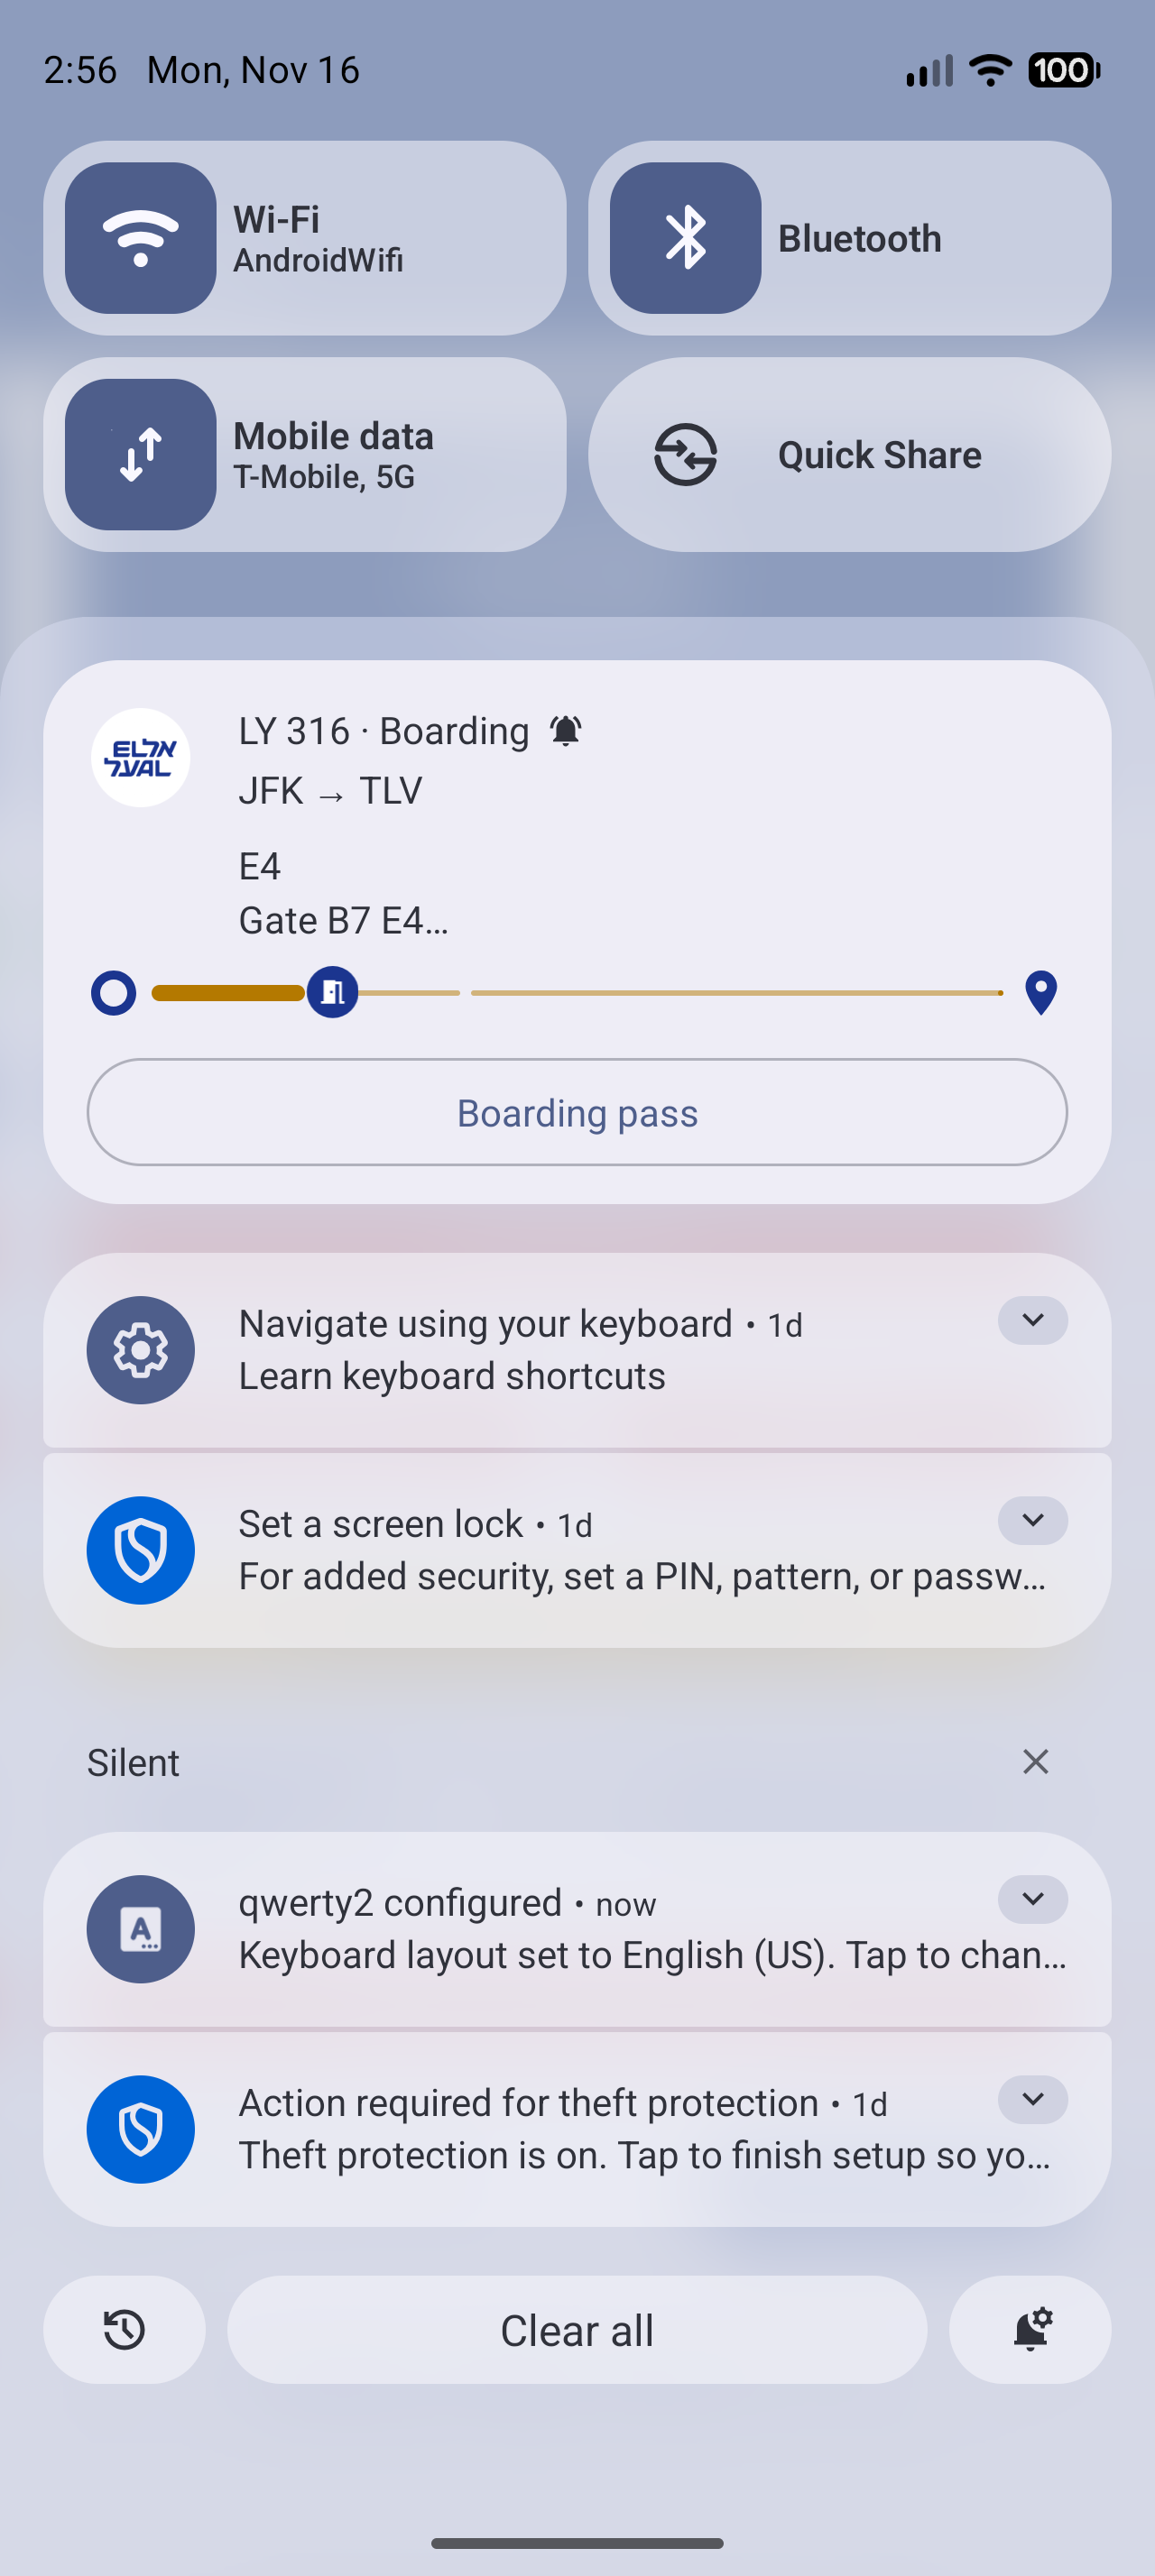 2:56 Mon, Nov 16 100
Wi-Fi
AndroidWifi
Bluetooth
Mobile data
T-Mobile, 5G
Quick Share
LY 316 · Boarding
EL אל
על AL
JFK → TLV
E4
Gate B7 E4…
Boarding pass
Navigate using your keyboard • 1d
Learn keyboard shortcuts
Set a screen lock • 1d
For added security, set a PIN, pattern, or passw…
Silent
qwerty2 configured • now
A
Keyboard layout set to English (US). Tap to chan…
Action required for theft protection • 1d
Theft protection is on. Tap to finish setup so yo…
Clear all